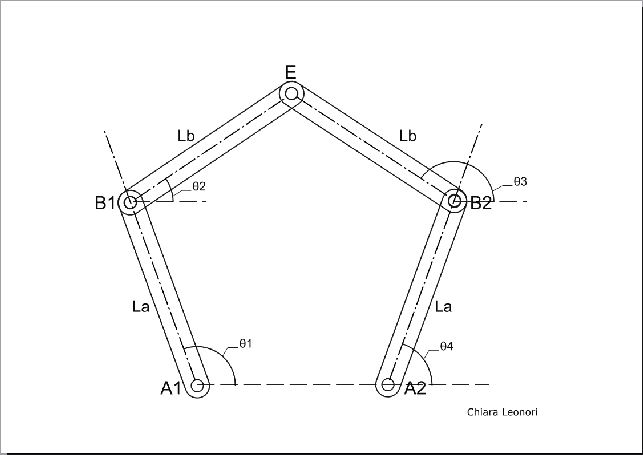 E
Lb
Lb
θ2
θ3
B1
B2
La
La
θ1
θ4
A1
A2
Chiara Leonori